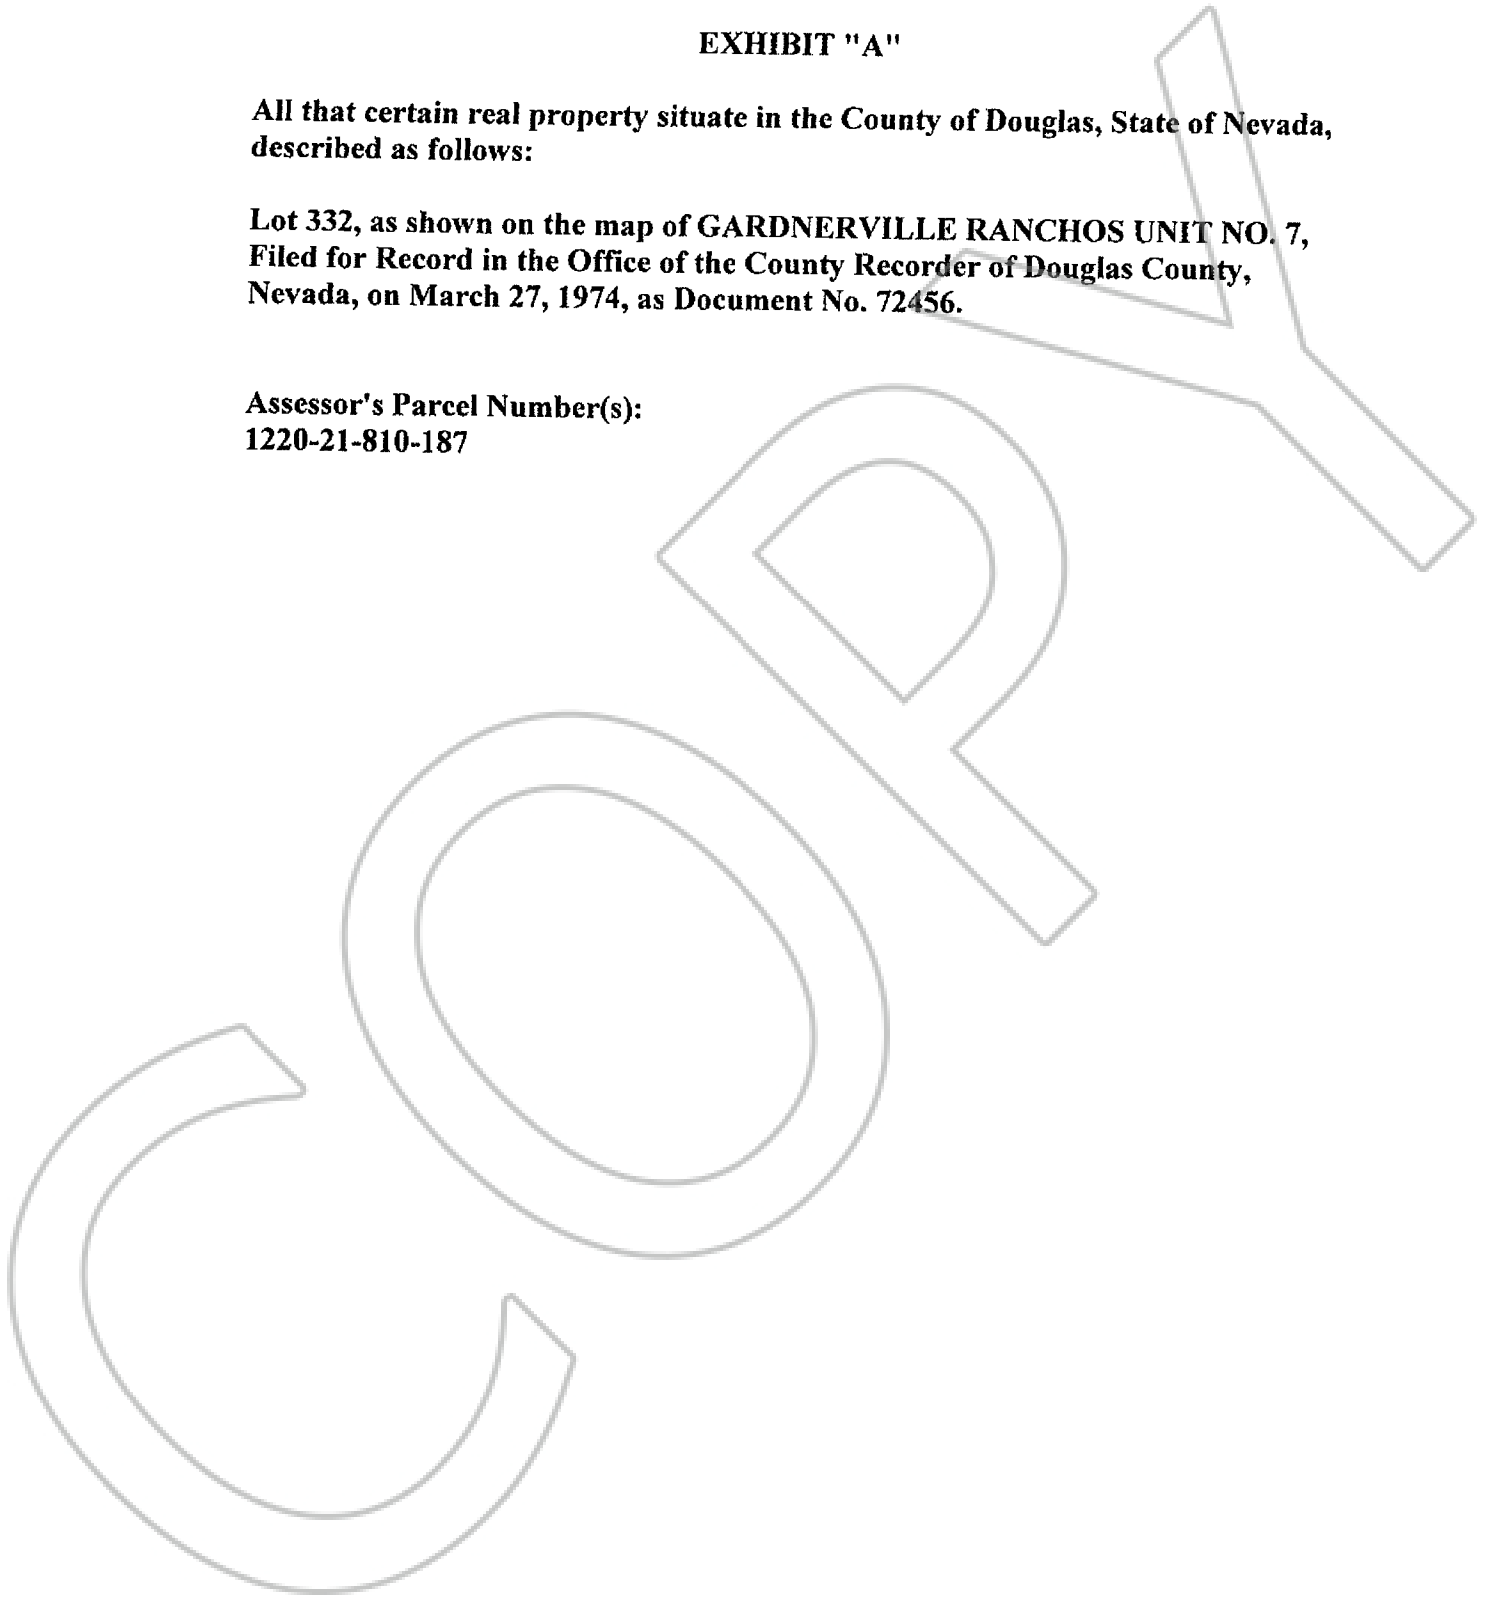 EXHIBIT "A"
All that certain real property situate in the County of Douglas, State of Nevada,
described as follows:
Lot 332, as shown on the map of GARDNERVILLE RANCHOS UNIT NO. 7,
Filed for Record in the Office of the County Recorder of Douglas County,
Nevada, on March 27, 1974, as Document No. 72456.
Assessor's Parcel Number(s):
1220-21-810-187
COPY